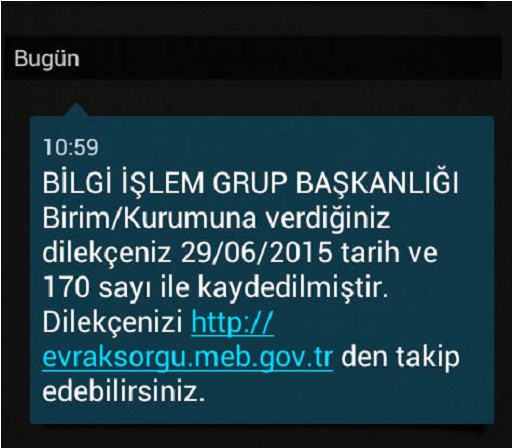 Bugün
10:59
BİLGİ İŞLEM GRUP BAŞKANLIĞI
Birim/Kurumuna verdiğiniz
dilekçeniz 29/06/2015 tarih ve
170 sayı ile kaydedilmiştir.
Dilekçenizi http://
evraksorgu.meb.gov.tr den takip
edebilirsiniz.